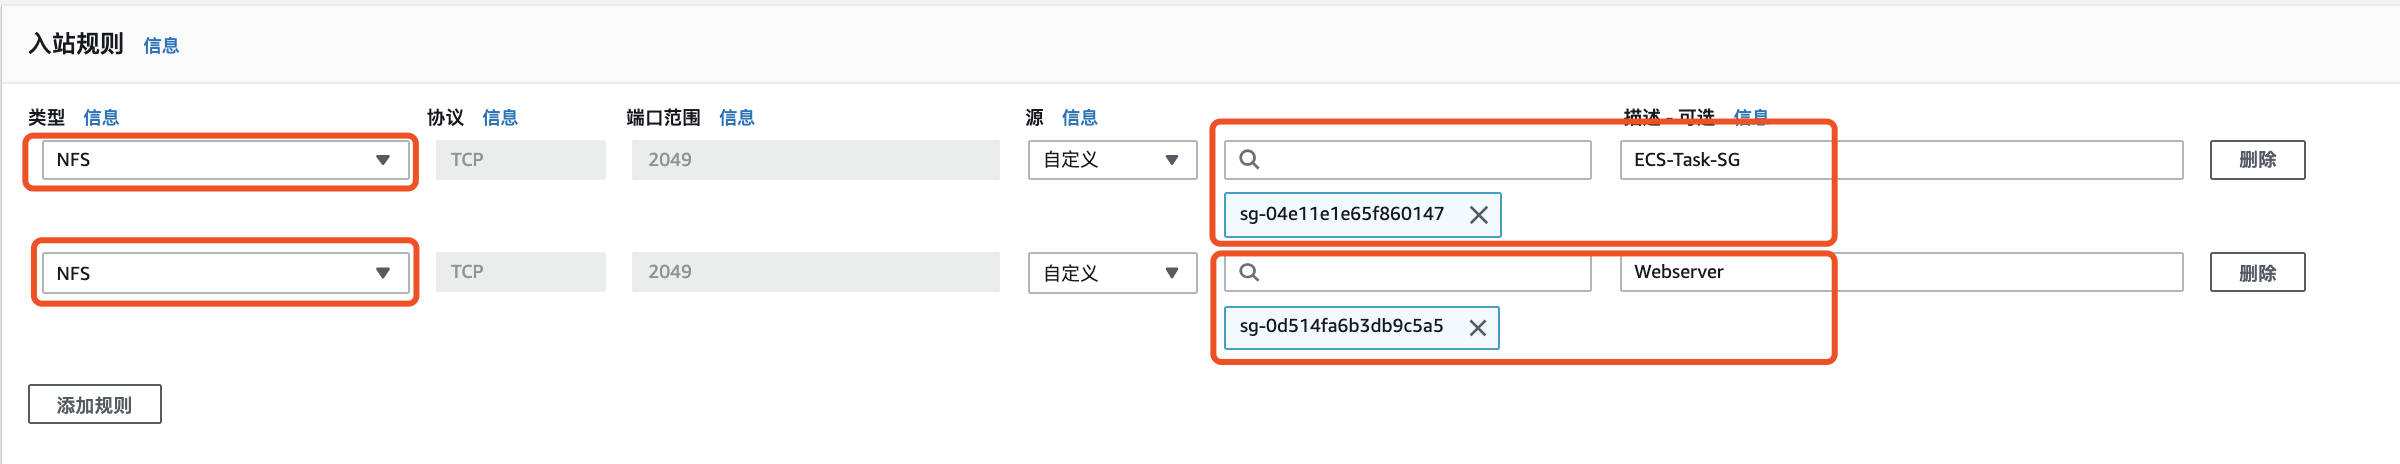 入站规则 信息
类型 信息 协议 信息 端口范围 信息 源 信息 描述 - 可选 信息
NFS TCP 2049 自定义 ECS-Task-SG 删除
sg-04e11e1e65f860147
NFS TCP 2049 自定义 Webserver 删除
sg-0d514fa6b3db9c5a5
添加规则